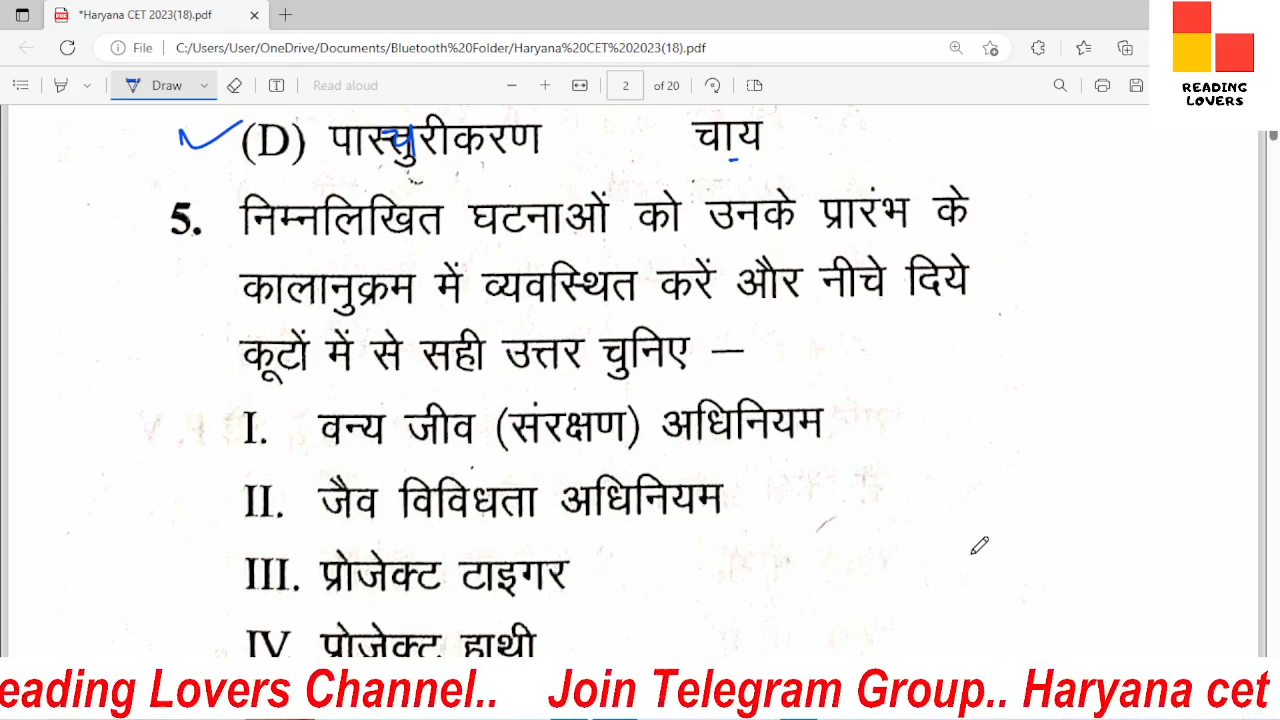 *Haryana CET 2023(18).pdf
File
C:/Users/User/OneDrive/Documents/Bluetooth%20Folder/Haryana%20CET%202023(18).pdf
Draw
Read aloud
2
of 20
READING
LOVERS
(D) पास्चुरीकरण चाय
5. निम्नलिखित घटनाओं को उनके प्रारंभ के
कालानुक्रम में व्यवस्थित करें और नीचे दिये
कूटों में से सही उत्तर चुनिए –
I. वन्य जीव (संरक्षण) अधिनियम
II. जैव विविधता अधिनियम
III. प्रोजेक्ट टाइगर
IV. प्रोजेक्ट हाथी
eading Lovers Channel.. Join Telegram Group.. Haryana cet